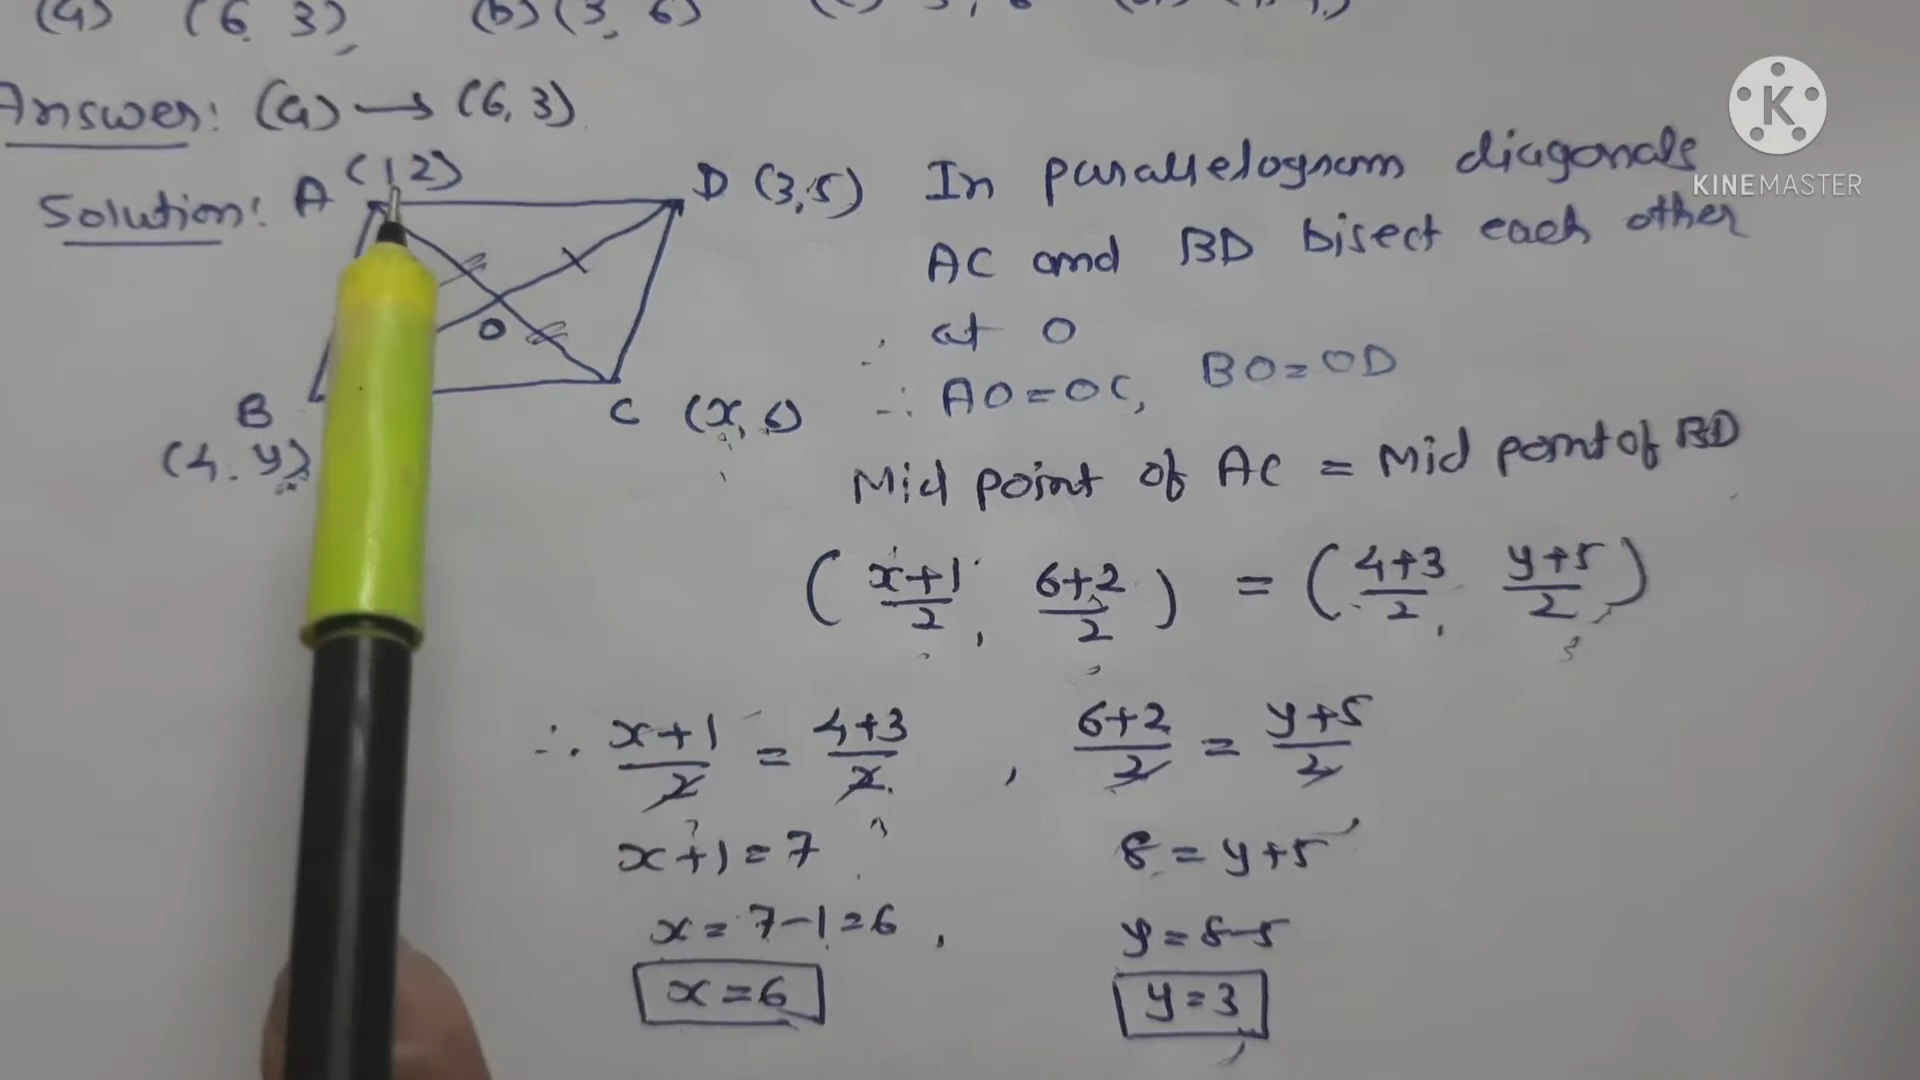 (a) (6, 3), (b) (3, 6)
Answer: (a) → (6, 3)
Solution:
A (1 2)
D (3, 5)
O
B
(4, y)
C (x, 6)
In parallelogram diagonals
AC and BD bisect each other
at O
∴ AO = OC, BO = OD
Mid point of AC = Mid point of BD
( x+1/2 , 6+2/2 ) = ( 4+3/2 , y+5/2 )
∴ x+1/2 = 4+3/2 , 6+2/2 = y+5/2
x+1 = 7 8 = y+5
x = 7-1 = 6 , y = 8-5
x = 6 y = 3
K
KINEMASTER